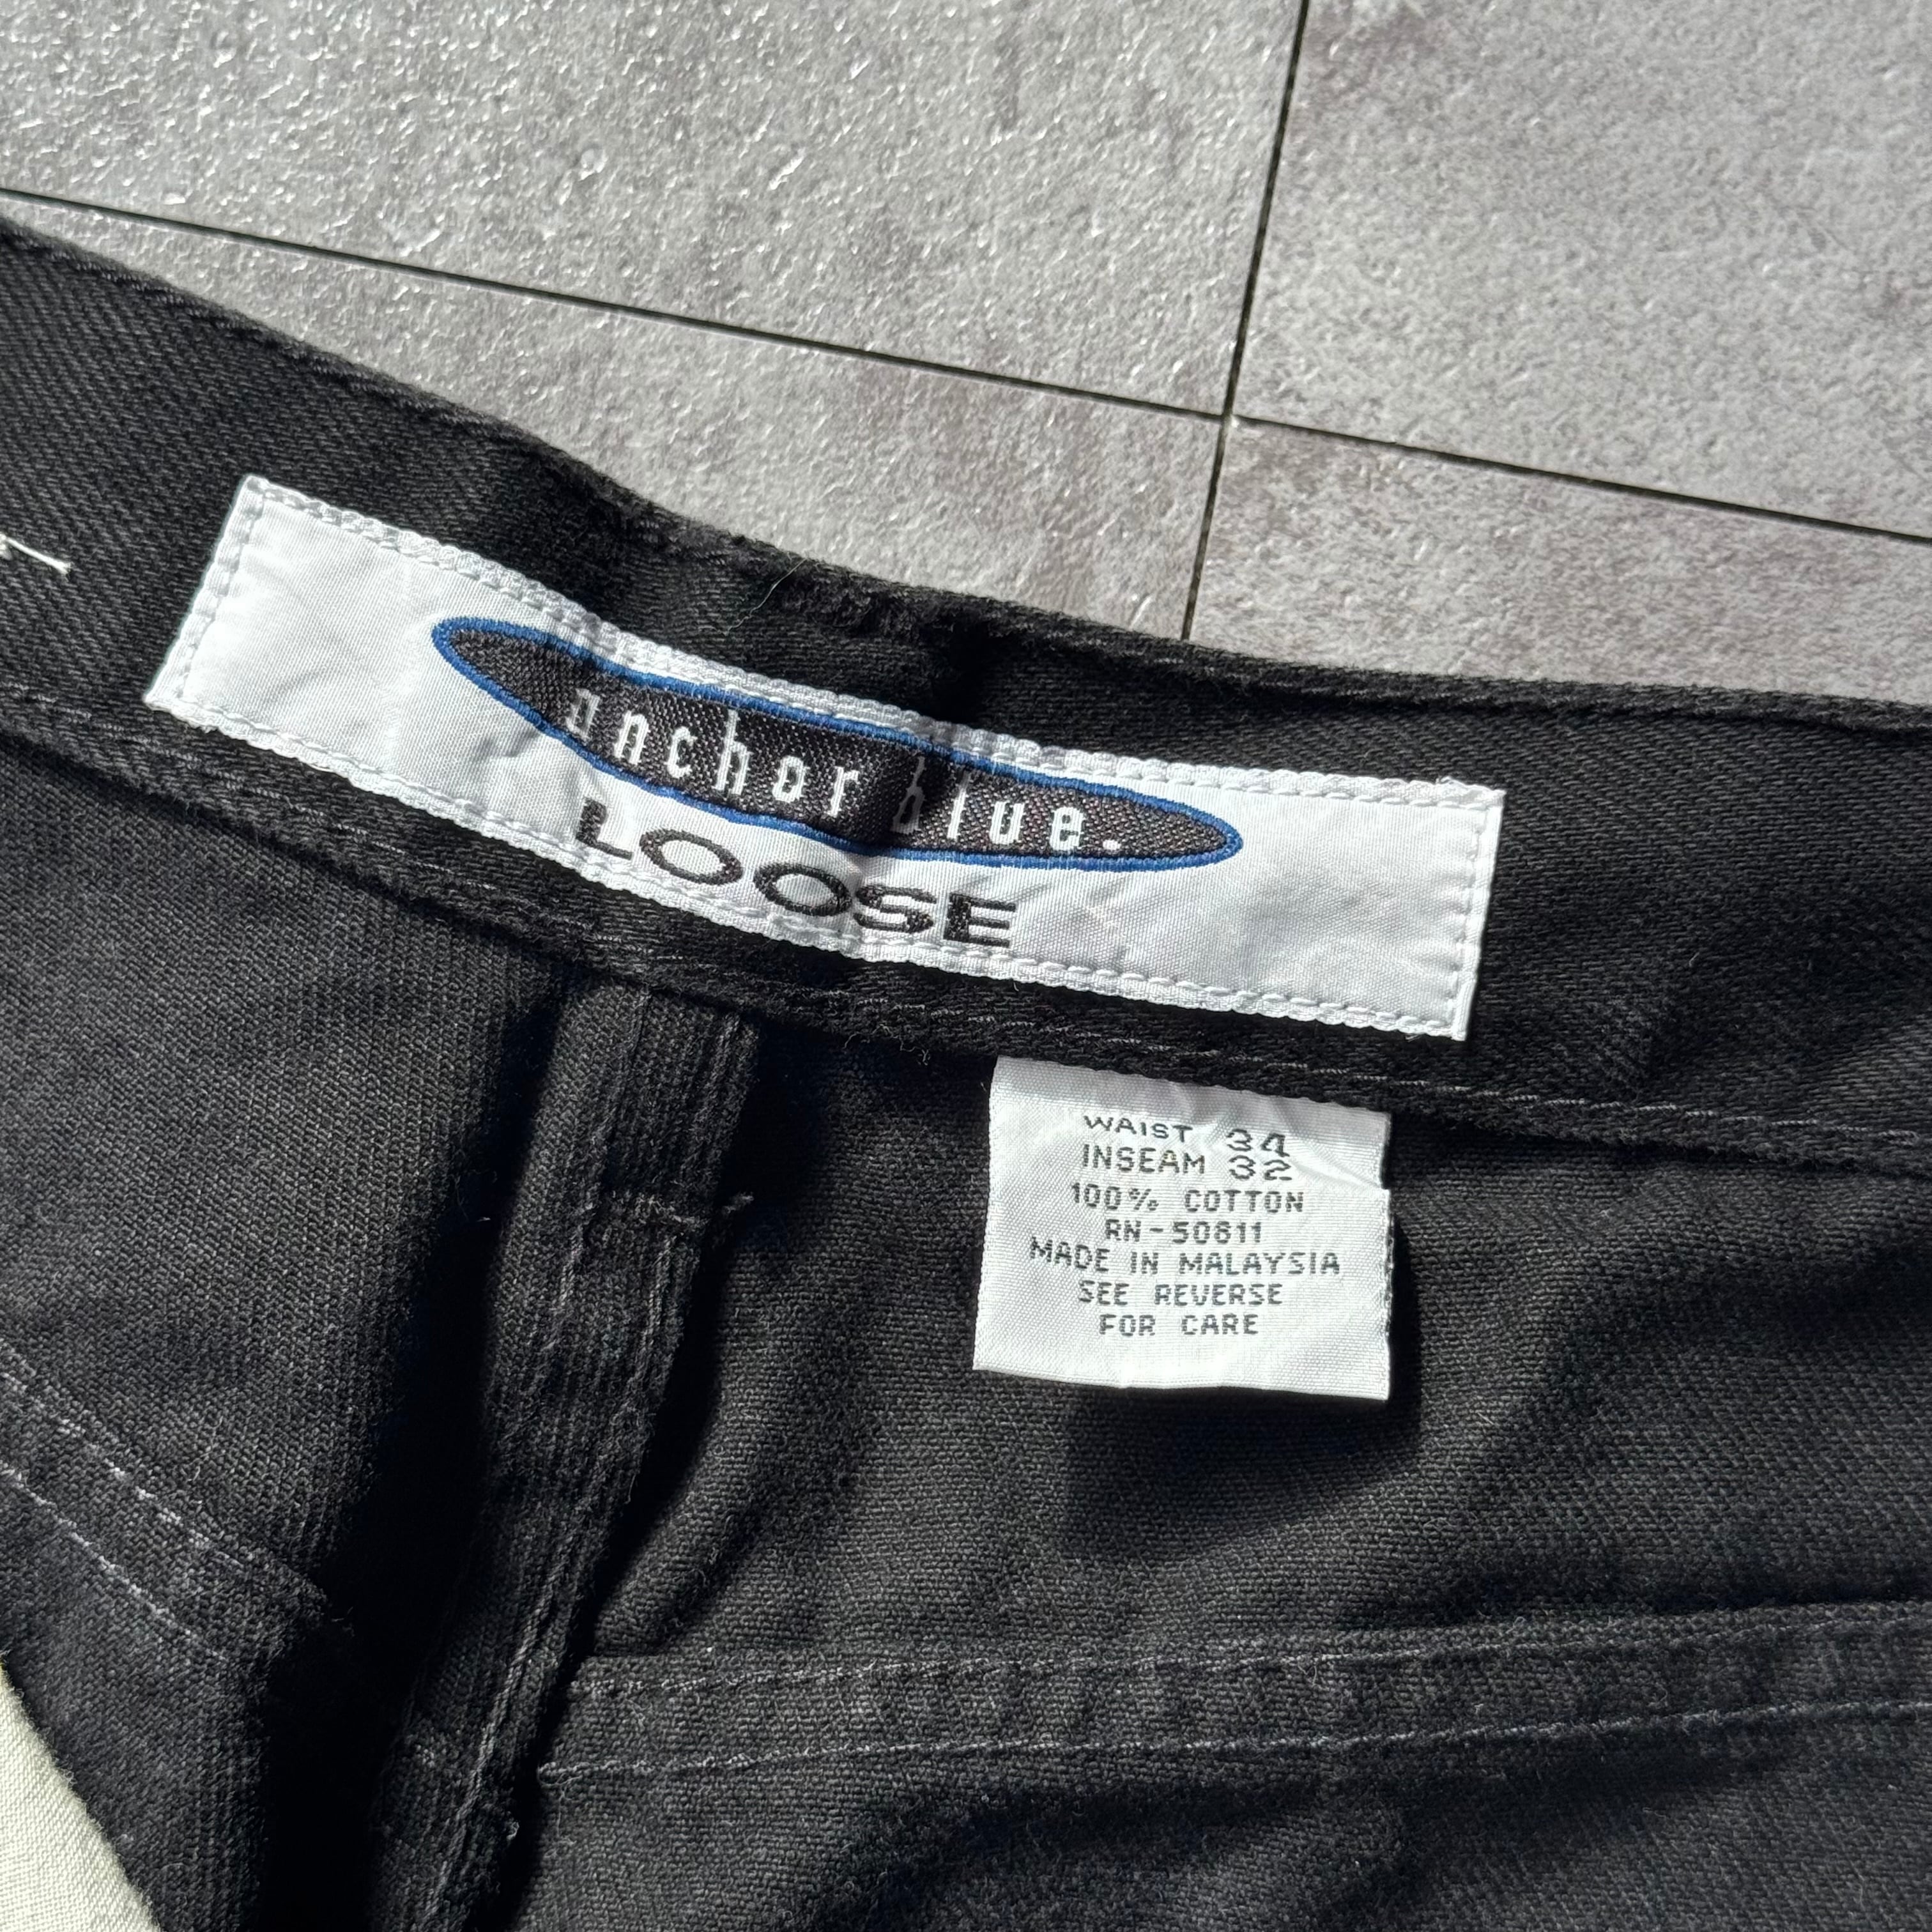 anchor blue.
LOOSE
WAIST 34
INSEAM 32
100% COTTON
RN-50811
MADE IN MALAYSIA
SEE REVERSE
FOR CARE